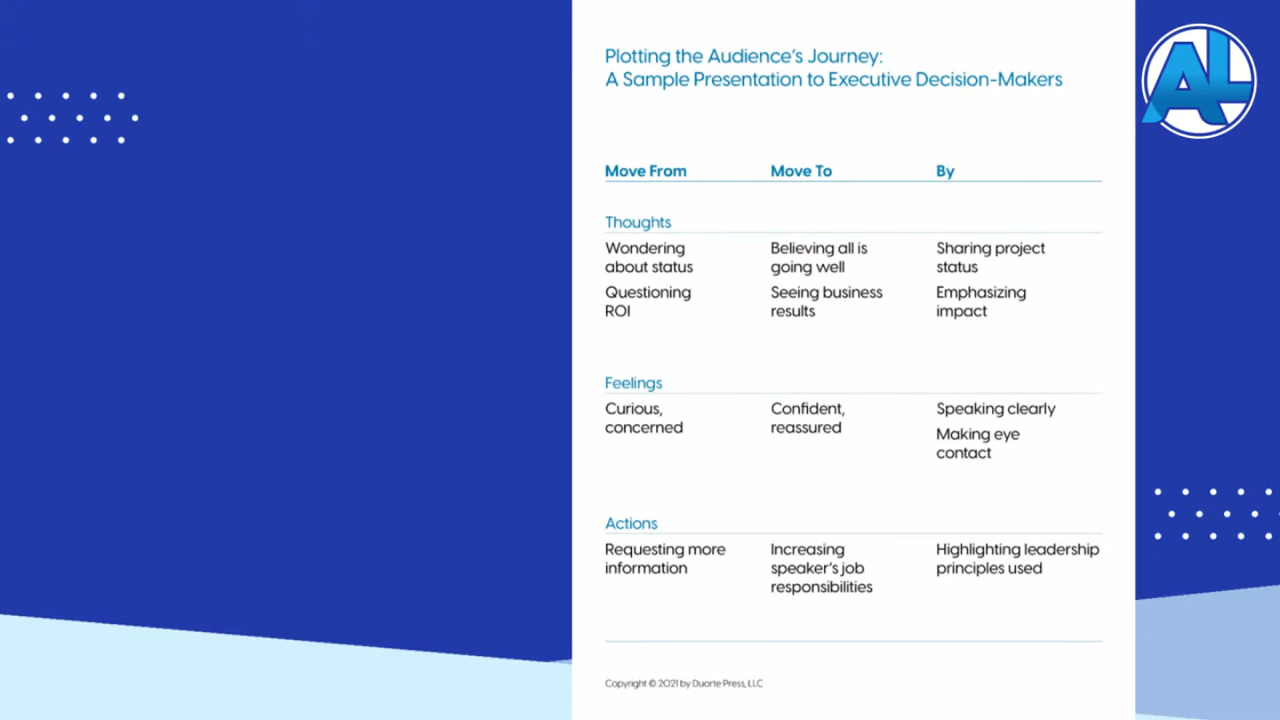 Plotting the Audience's Journey:
A Sample Presentation to Executive Decision-Makers
AL
Move From Move To By
Thoughts
Wondering about status Believing all is going well Sharing project status
Questioning ROI Seeing business results Emphasizing impact
Feelings
Curious, concerned Confident, reassured Speaking clearly
Making eye contact
Actions
Requesting more information Increasing speaker's job responsibilities Highlighting leadership principles used
Copyright © 2021 by Duarte Press, LLC